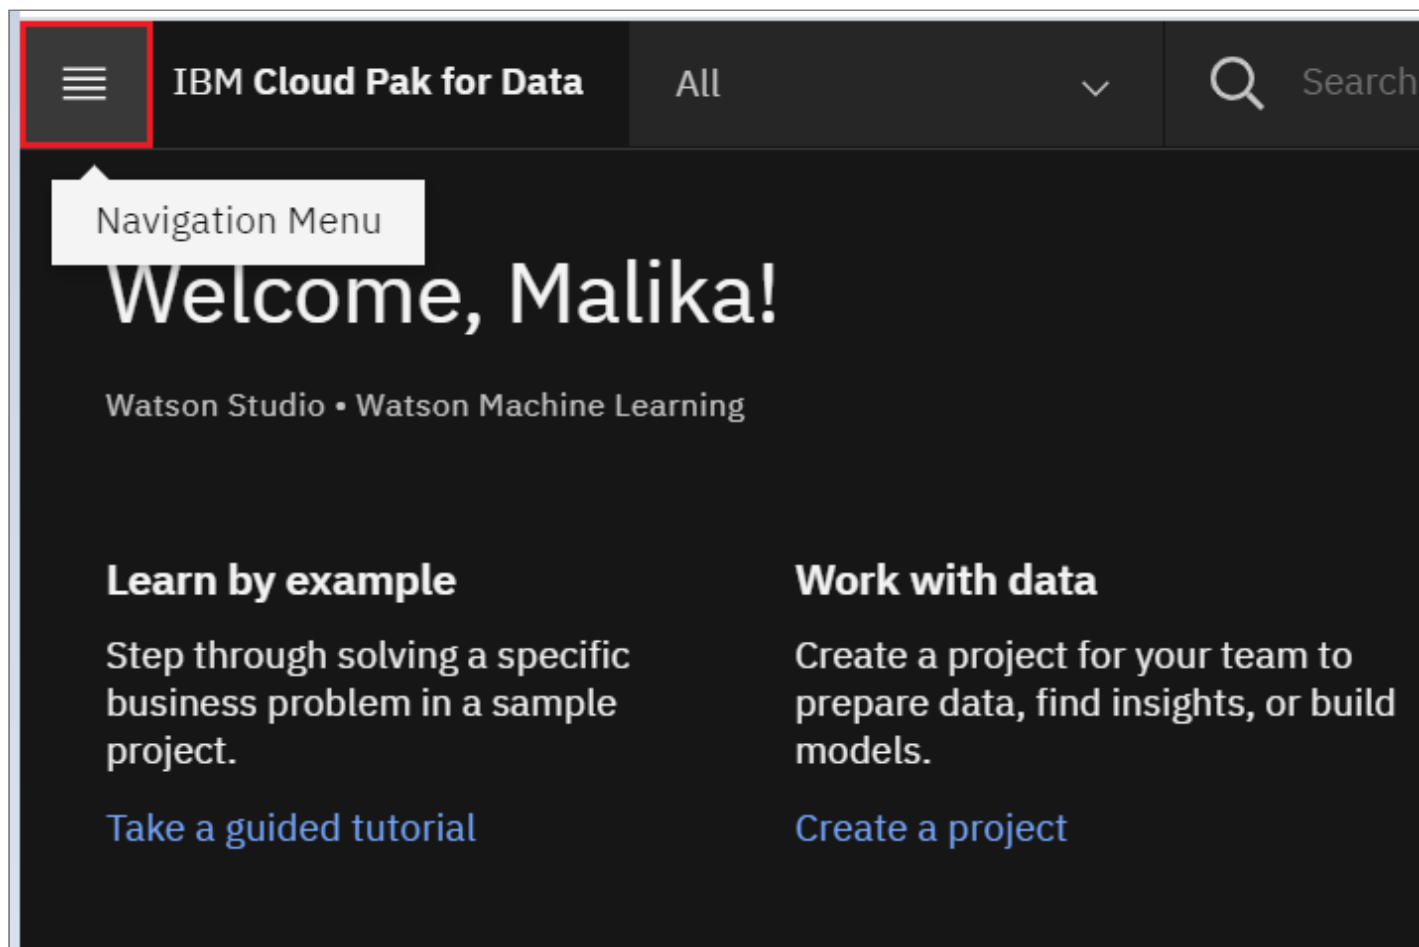 IBM Cloud Pak for Data
All
Search
Navigation Menu
Welcome, Malika!
Watson Studio • Watson Machine Learning
Learn by example
Step through solving a specific
business problem in a sample
project.
Take a guided tutorial
Work with data
Create a project for your team to
prepare data, find insights, or build
models.
Create a project